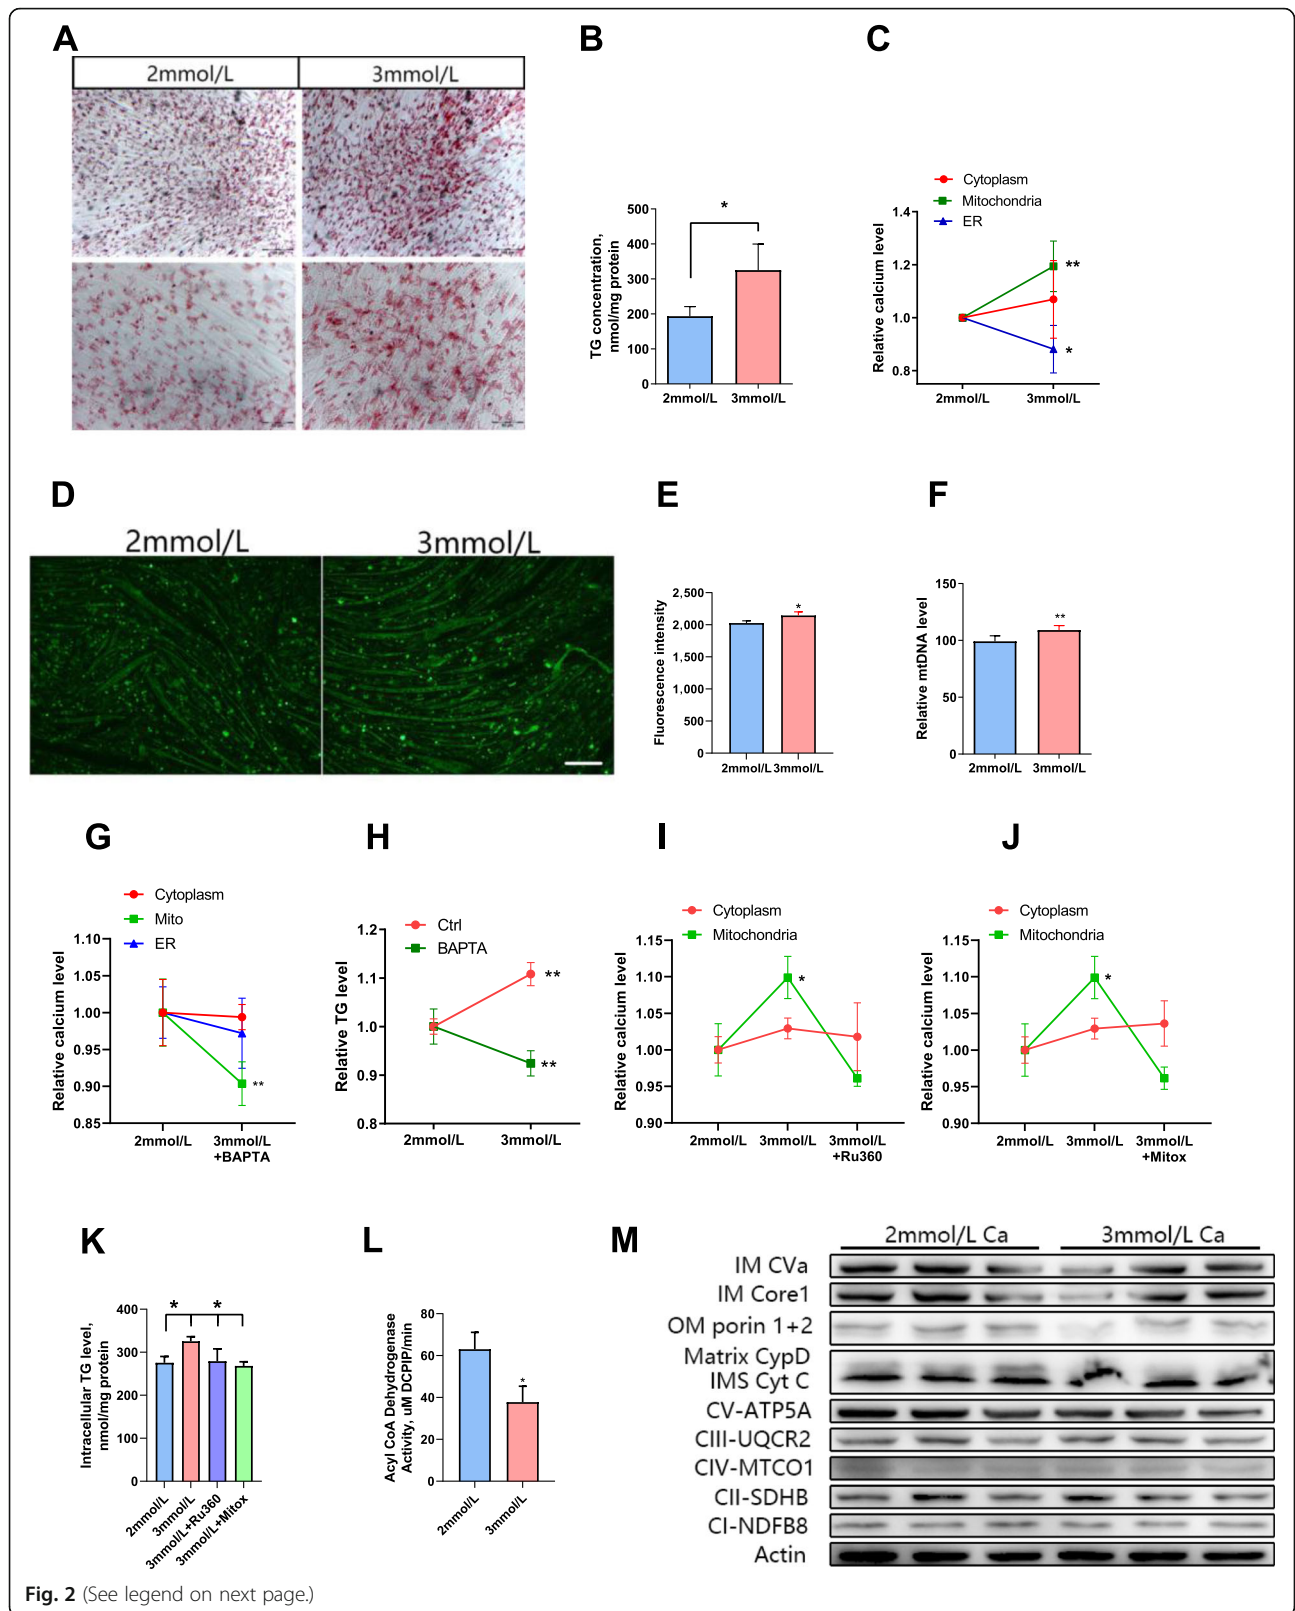 A
2mmol/L
3mmol/L
B
TG concentration,
nmol/mg protein
500
400
300
200
100
0
*
2mmol/L
3mmol/L
C
Cytoplasm
Mitochondria
ER
Relative calcium level
1.4
1.2
1.0
0.8
**
*
2mmol/L
3mmol/L
D
2mmol/L
3mmol/L
E
Fluorescence intensity
2,500
2,000
1,500
1,000
500
0
*
2mmol/L
3mmol/L
F
Relative mtDNA level
150
100
50
0
**
2mmol/L
3mmol/L
G
Cytoplasm
Mito
ER
Relative calcium level
1.10
1.05
1.00
0.95
0.90
0.85
**
2mmol/L
3mmol/L
+BAPTA
H
Ctrl
BAPTA
Relative TG level
1.2
1.1
1.0
0.9
0.8
**
**
2mmol/L
3mmol/L
I
Cytoplasm
Mitochondria
Relative calcium level
1.15
1.10
1.05
1.00
0.95
0.90
*
2mmol/L
3mmol/L
3mmol/L
+Ru360
J
Cytoplasm
Mitochondria
Relative calcium level
1.15
1.10
1.05
1.00
0.95
0.90
*
2mmol/L
3mmol/L
3mmol/L
+Mitox
K
Intracellular TG level,
nmol/mg protein
400
300
200
100
0
*
*
2mmol/L
3mmol/L
3mmol/L+Ru360
3mmol/L+Mitox
L
Acyl CoA Dehydrogenase
Activity, uM DCPIP/min
80
60
40
20
0
*
2mmol/L
3mmol/L
M
2mmol/L Ca
3mmol/L Ca
IM CVa
IM Core1
OM porin 1+2
Matrix CypD
IMS Cyt C
CV-ATP5A
CIII-UQCR2
CIV-MTCO1
CII-SDHB
CI-NDFB8
Actin
Fig. 2 (See legend on next page.)